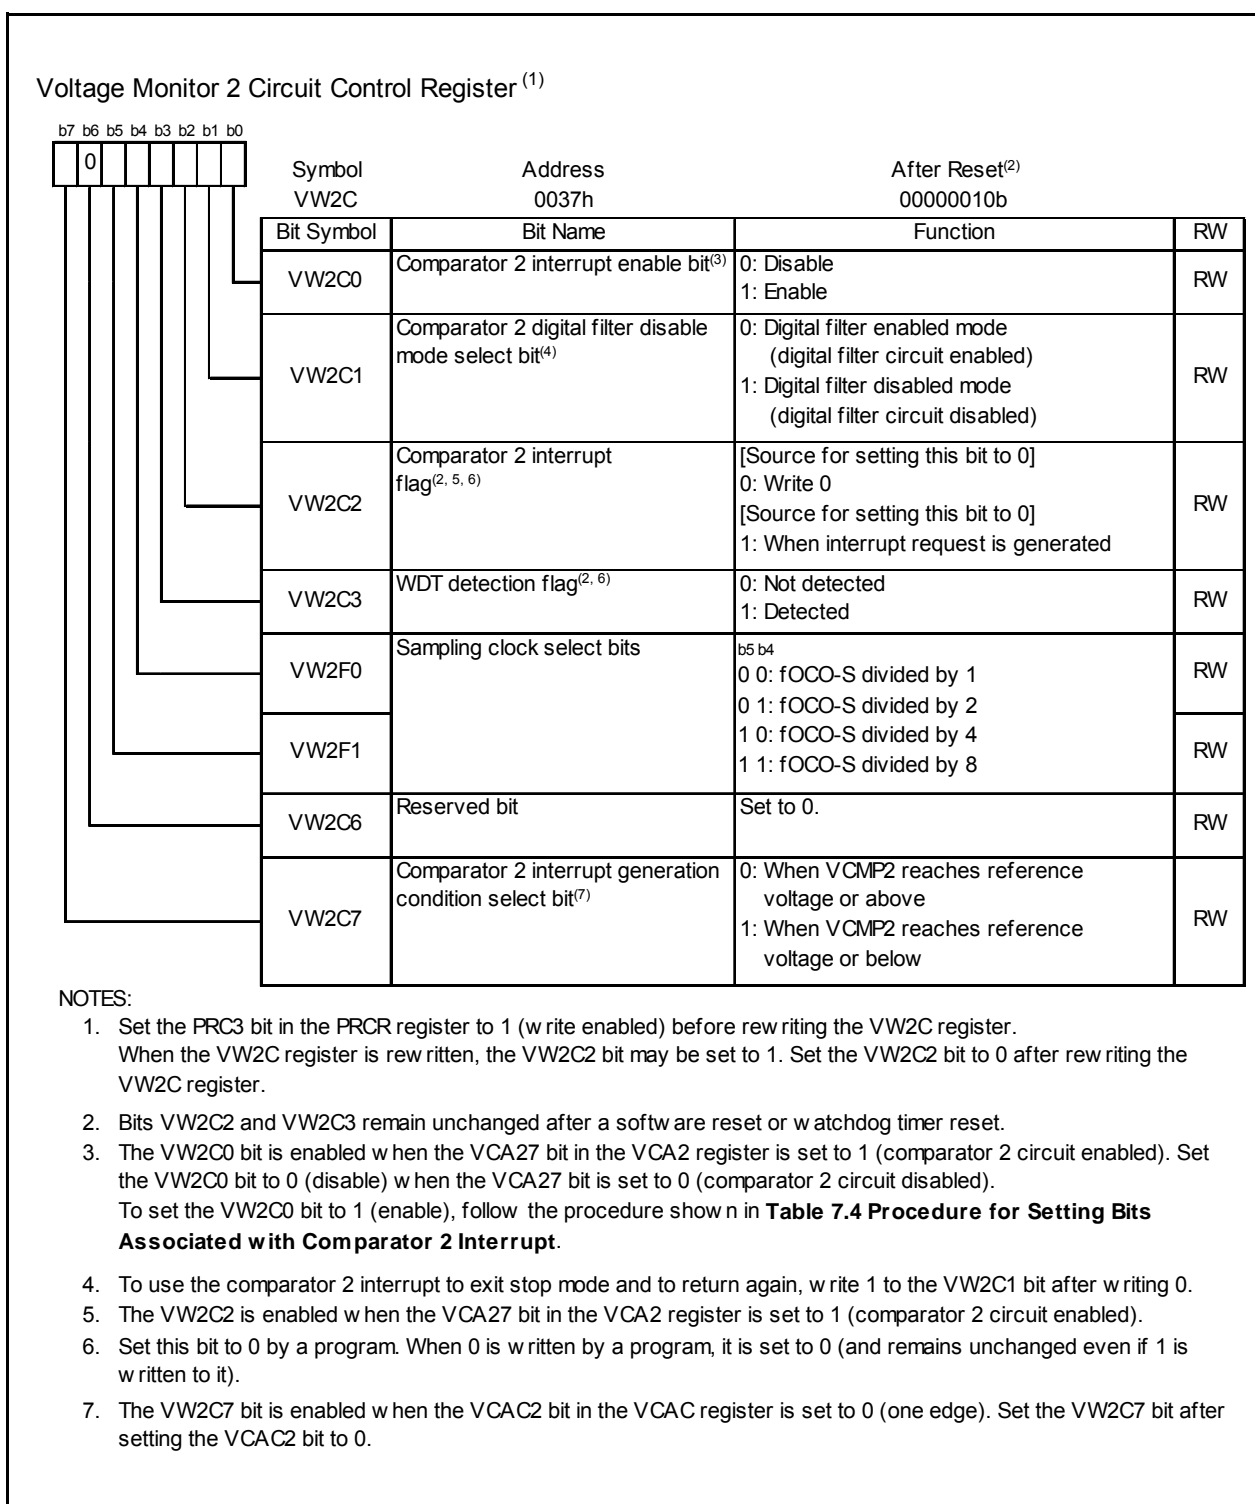 Voltage Monitor 2 Circuit Control Register (1)
b7 b6 b5 b4 b3 b2 b1 b0
0
Symbol Address After Reset(2)
VW2C 0037h 00000010b
Bit Symbol Bit Name Function RW
VW2C0 Comparator 2 interrupt enable bit(3) 0: Disable RW
1: Enable
VW2C1 Comparator 2 digital filter disable 0: Digital filter enabled mode RW
mode select bit(4) (digital filter circuit enabled)
1: Digital filter disabled mode
(digital filter circuit disabled)
VW2C2 Comparator 2 interrupt [Source for setting this bit to 0] RW
flag(2, 5, 6) 0: Write 0
[Source for setting this bit to 0]
1: When interrupt request is generated
VW2C3 WDT detection flag(2, 6) 0: Not detected RW
1: Detected
VW2F0 Sampling clock select bits b5 b4 RW
0 0: fOCO-S divided by 1
0 1: fOCO-S divided by 2
VW2F1 1 0: fOCO-S divided by 4 RW
1 1: fOCO-S divided by 8
VW2C6 Reserved bit Set to 0. RW
VW2C7 Comparator 2 interrupt generation 0: When VCMP2 reaches reference RW
condition select bit(7) voltage or above
1: When VCMP2 reaches reference
voltage or below
NOTES:
1. Set the PRC3 bit in the PRCR register to 1 (write enabled) before rewriting the VW2C register.
When the VW2C register is rewritten, the VW2C2 bit may be set to 1. Set the VW2C2 bit to 0 after rewriting the
VW2C register.
2. Bits VW2C2 and VW2C3 remain unchanged after a software reset or watchdog timer reset.
3. The VW2C0 bit is enabled when the VCA27 bit in the VCA2 register is set to 1 (comparator 2 circuit enabled). Set
the VW2C0 bit to 0 (disable) when the VCA27 bit is set to 0 (comparator 2 circuit disabled).
To set the VW2C0 bit to 1 (enable), follow the procedure shown in Table 7.4 Procedure for Setting Bits
Associated with Comparator 2 Interrupt.
4. To use the comparator 2 interrupt to exit stop mode and to return again, write 1 to the VW2C1 bit after writing 0.
5. The VW2C2 is enabled when the VCA27 bit in the VCA2 register is set to 1 (comparator 2 circuit enabled).
6. Set this bit to 0 by a program. When 0 is written by a program, it is set to 0 (and remains unchanged even if 1 is
written to it).
7. The VW2C7 bit is enabled when the VCAC2 bit in the VCAC register is set to 0 (one edge). Set the VW2C7 bit after
setting the VCAC2 bit to 0.